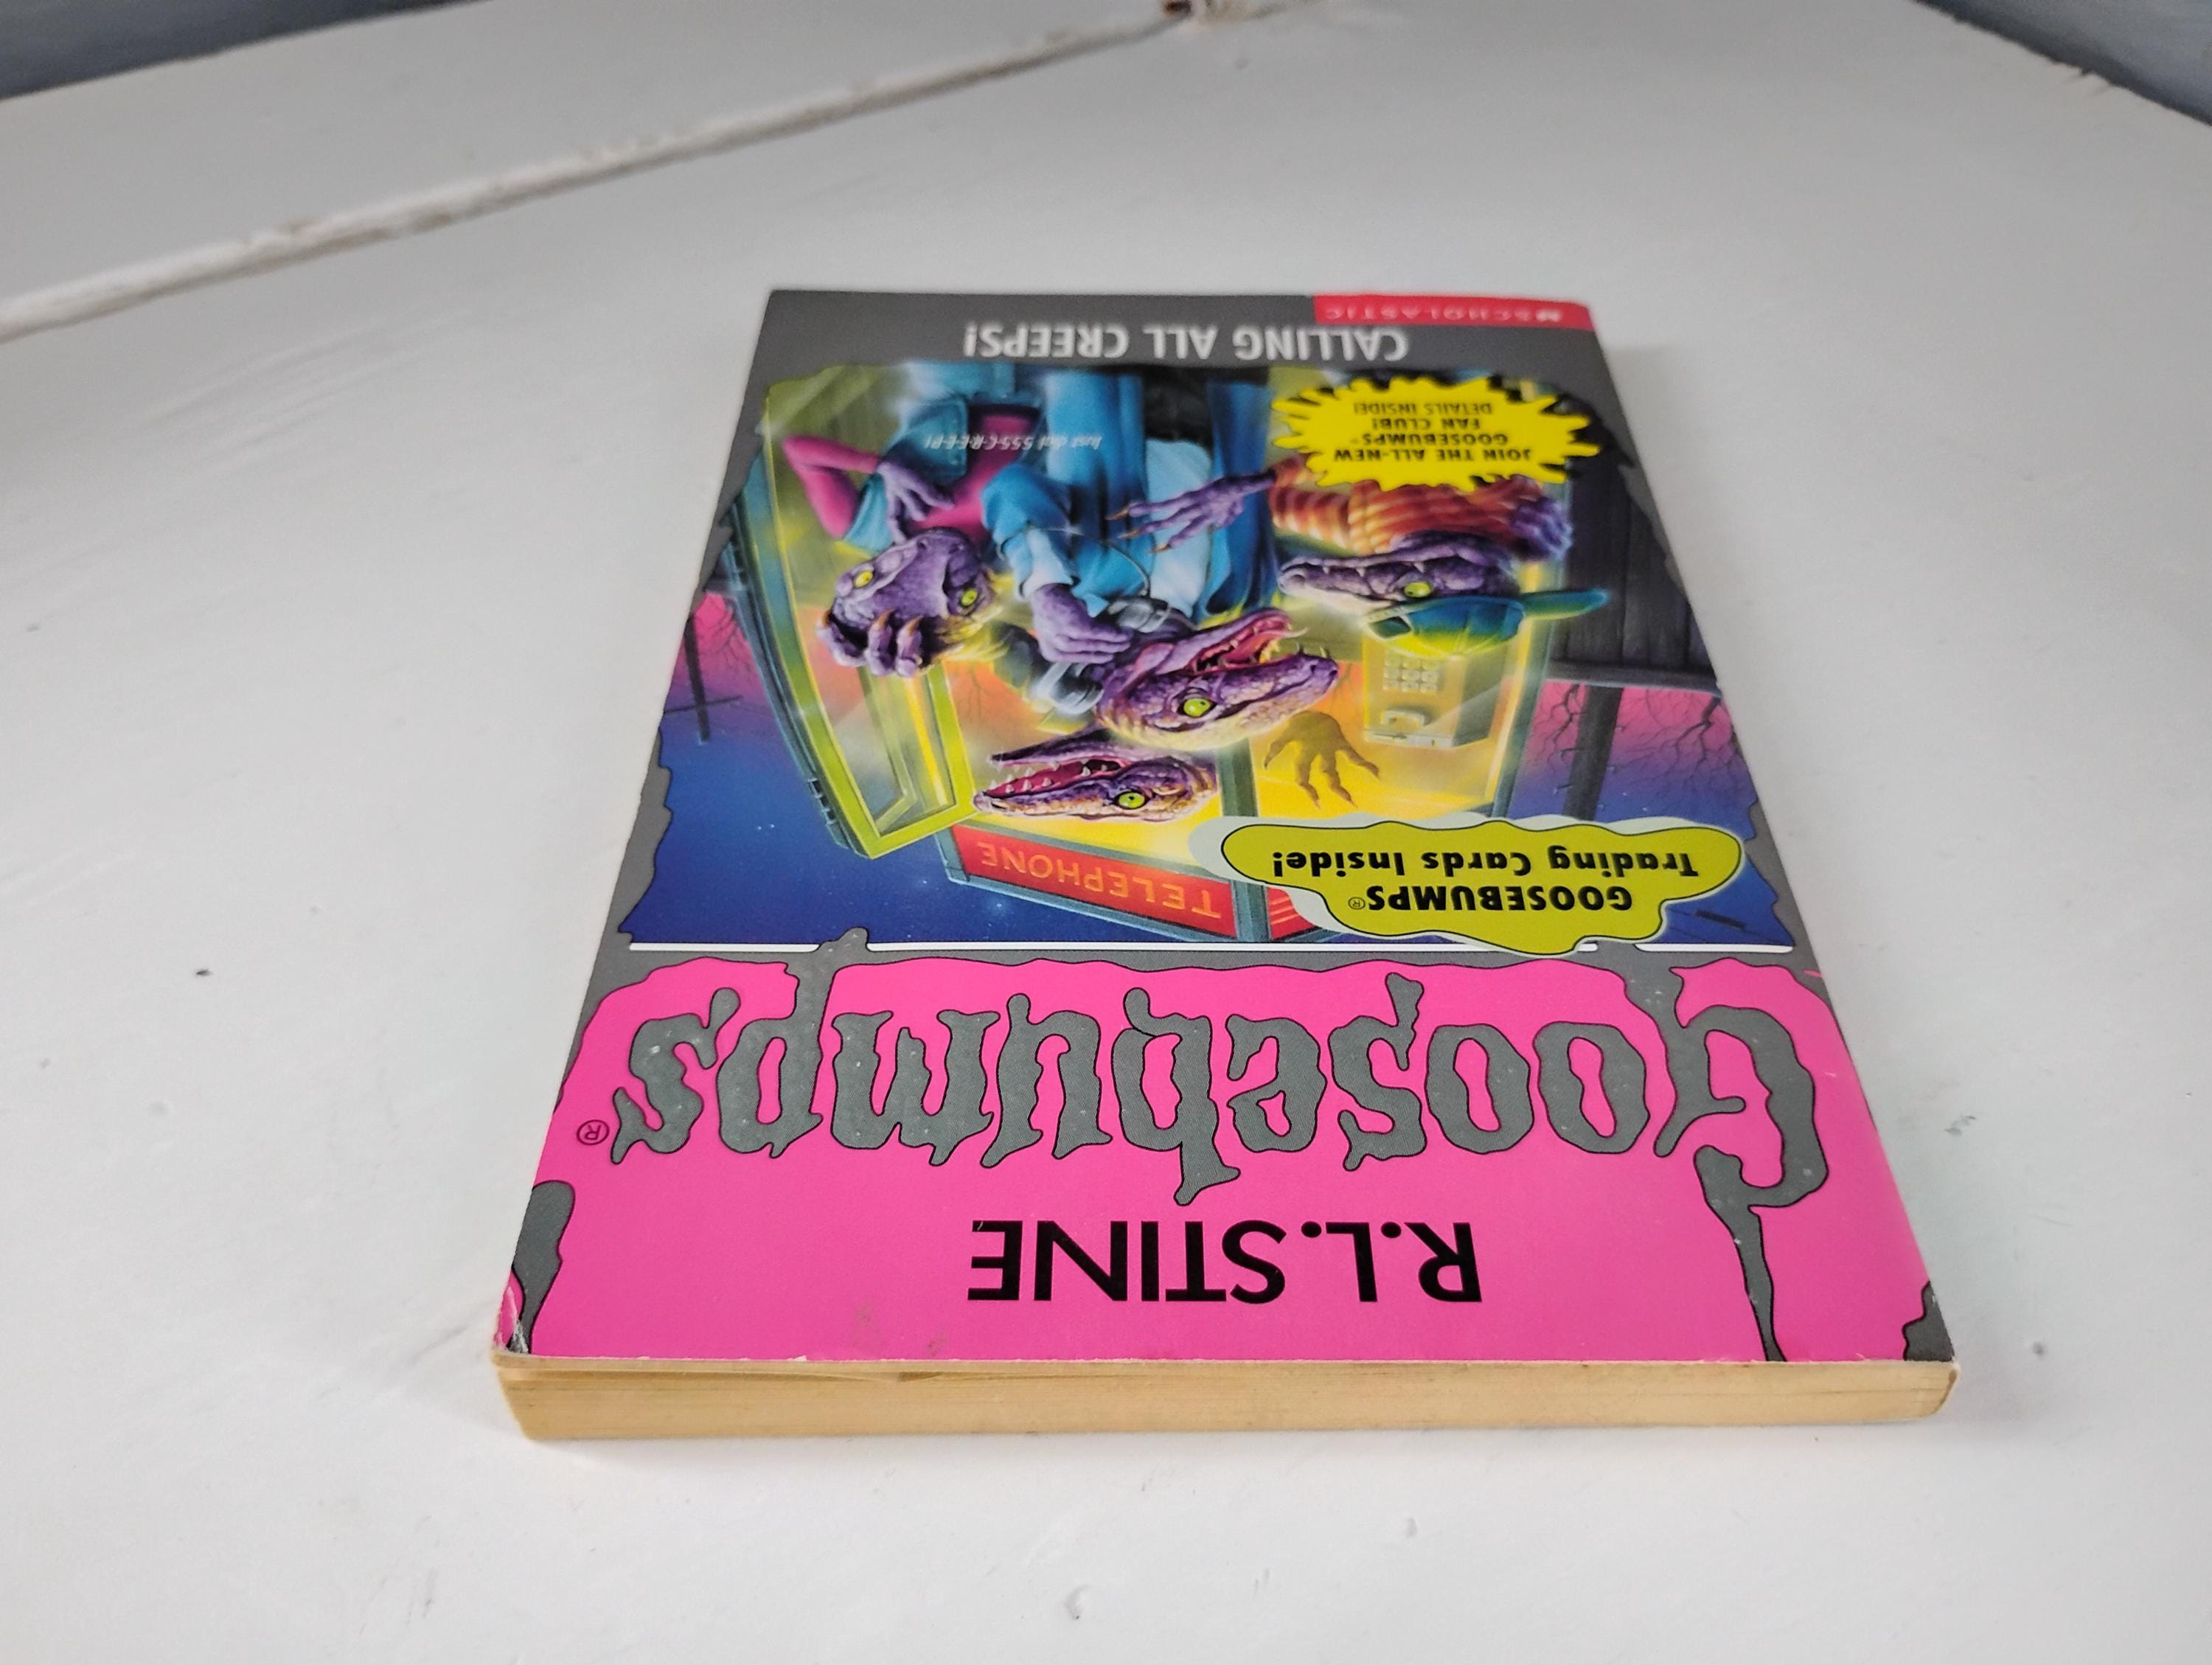 R.L. STINE
Goosebumps®
GOOSEBUMPS®
Trading Cards Inside!
TELEPHONE
JOIN THE ALL-NEW
GOOSEBUMPS®
FAN CLUB!
DETAILS INSIDE!
Just dial 555-C-R-E-E-P!
CALLING ALL CREEPS!
SCHOLASTIC